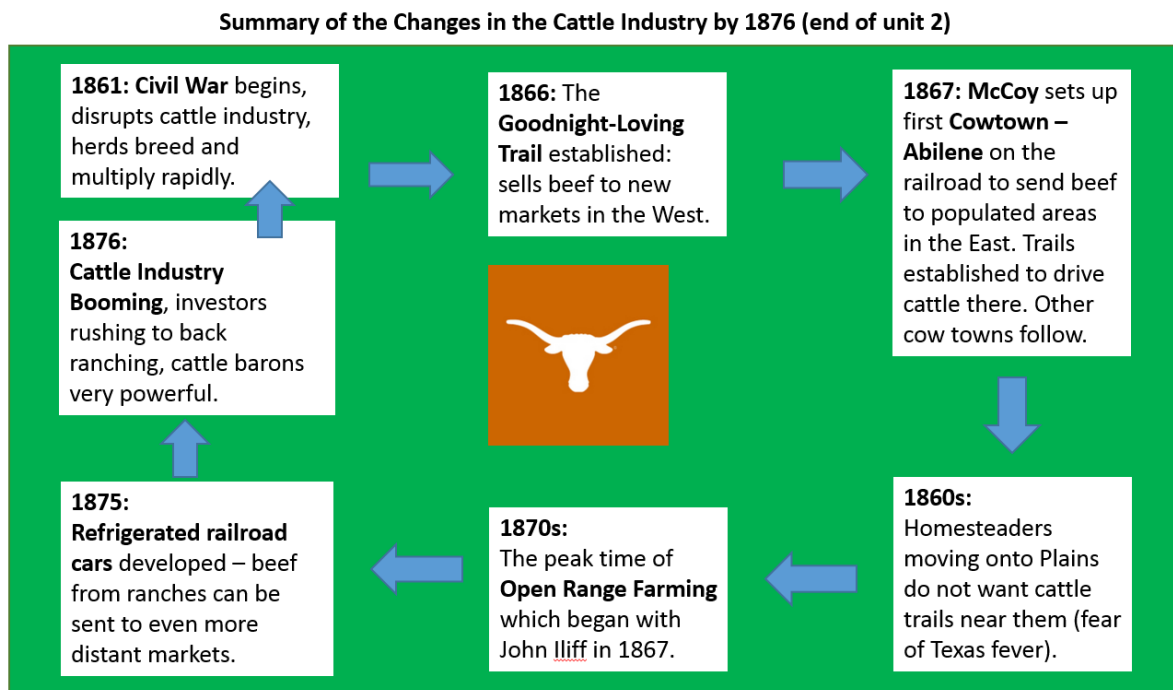 Summary of the Changes in the Cattle Industry by 1876 (end of unit 2)
1861: Civil War begins,
disrupts cattle industry,
herds breed and
multiply rapidly.
1866: The
Goodnight-Loving
Trail established:
sells beef to new
markets in the West.
1867: McCoy sets up
first Cowtown –
Abilene on the
railroad to send beef
to populated areas
in the East. Trails
established to drive
cattle there. Other
cow towns follow.
1860s:
Homesteaders
moving onto Plains
do not want cattle
trails near them (fear
of Texas fever).
1870s:
The peak time of
Open Range Farming
which began with
John Iliff in 1867.
1875:
Refrigerated railroad
cars developed – beef
from ranches can be
sent to even more
distant markets.
1876:
Cattle Industry
Booming, investors
rushing to back
ranching, cattle barons
very powerful.